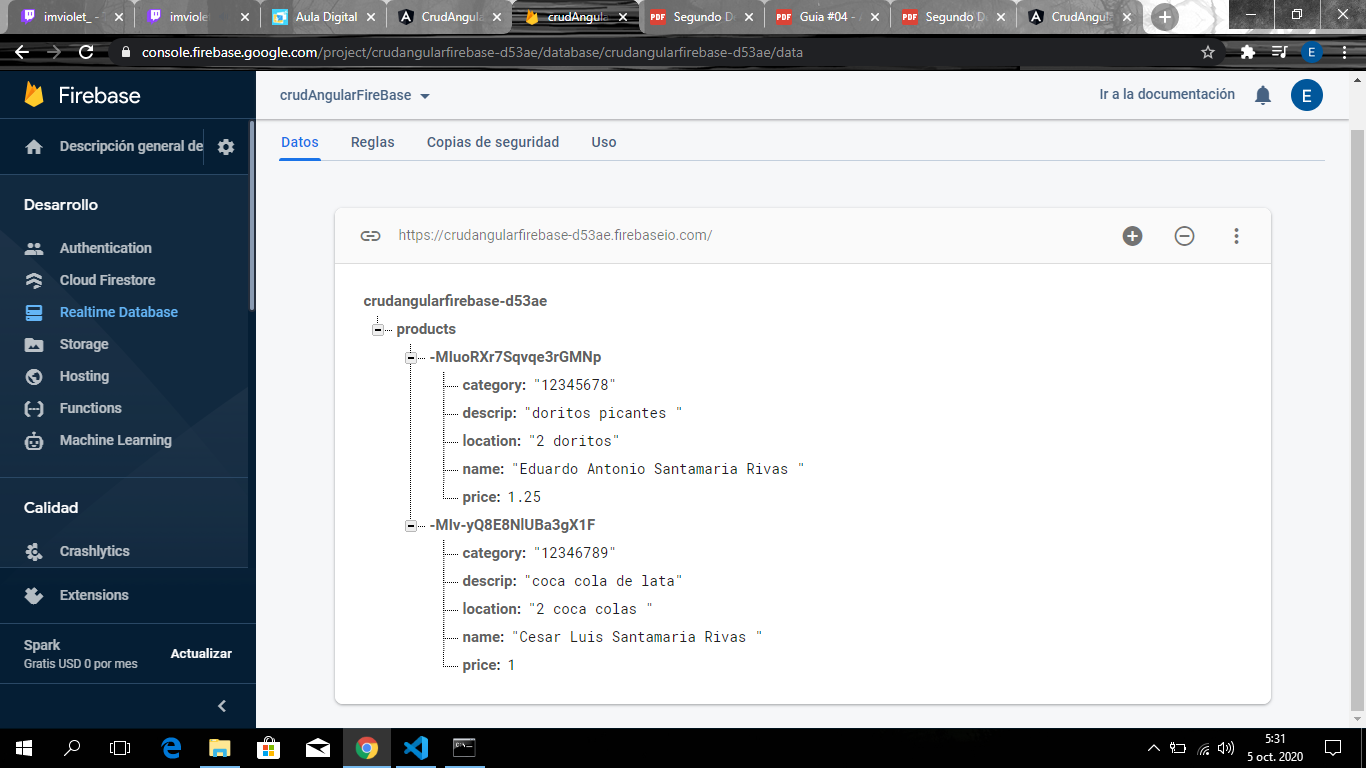 imviolet_ -
imviolet
Aula Digital
CrudAngula
crudAngula
Segundo D
Guia #04 -
Segundo D
CrudAngula
console.firebase.google.com/project/crudangularfirebase-d53ae/database/crudangularfirebase-d53ae/data
E
Firebase
crudAngularFireBase
Ir a la documentación
E
Descripción general de
Datos
Reglas
Copias de seguridad
Uso
Desarrollo
Authentication
Cloud Firestore
Realtime Database
Storage
Hosting
Functions
Machine Learning
Calidad
Crashlytics
Extensions
Spark
Gratis USD 0 por mes
Actualizar
https://crudangularfirebase-d53ae.firebaseio.com/
crudangularfirebase-d53ae
products
-MIuoRXr7Sqvqe3rGMNp
category: "12345678"
descrip: "doritos picantes "
location: "2 doritos"
name: "Eduardo Antonio Santamaria Rivas "
price: 1.25
-MIv-yQ8E8NlUBa3gX1F
category: "12346789"
descrip: "coca cola de lata"
location: "2 coca colas "
name: "Cesar Luis Santamaria Rivas "
price: 1
5:31
5 oct. 2020